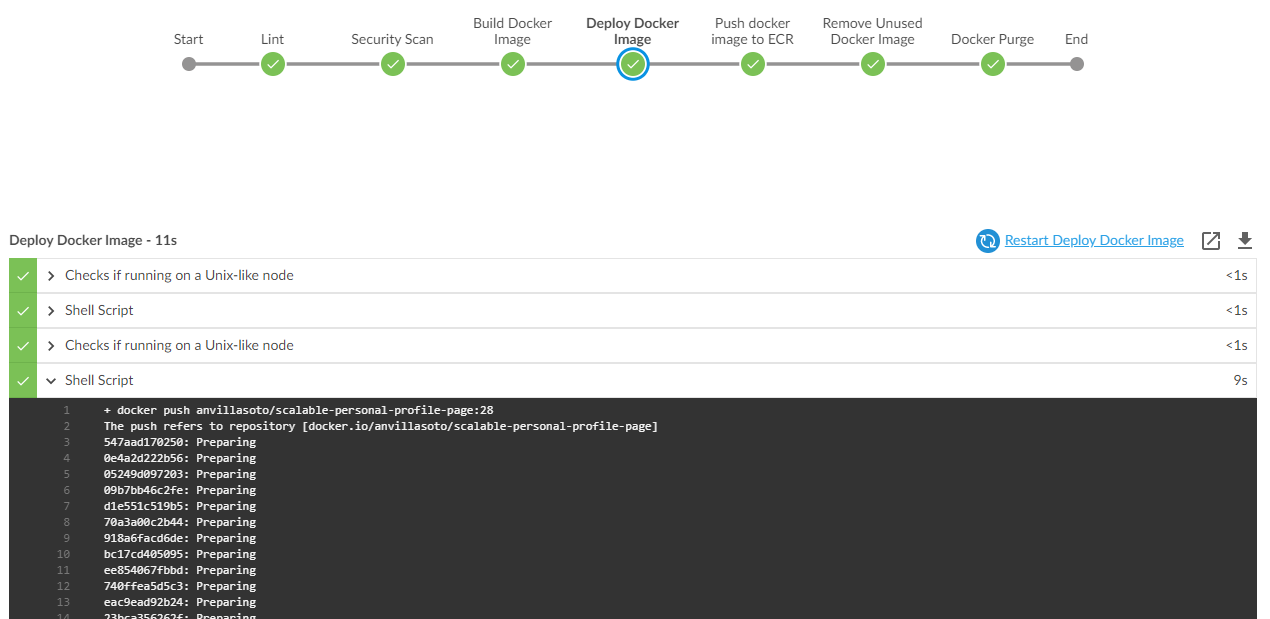 Start
Lint
Security Scan
Build Docker
Image
Deploy Docker
Image
Push docker
image to ECR
Remove Unused
Docker Image
Docker Purge
End
Deploy Docker Image - 11s
Restart Deploy Docker Image
Checks if running on a Unix-like node <1s
Shell Script <1s
Checks if running on a Unix-like node <1s
Shell Script 9s
1 + docker push anvillasoto/scalable-personal-profile-page:28
2 The push refers to repository [docker.io/anvillasoto/scalable-personal-profile-page]
3 547aad170250: Preparing
4 0e4a2d222b56: Preparing
5 05249d097203: Preparing
6 09b7bb46c2fe: Preparing
7 d1e551c519b5: Preparing
8 70a3a00c2b44: Preparing
9 918a6facd6de: Preparing
10 bc17cd405095: Preparing
11 ee854067fbbd: Preparing
12 740ffea5d5c3: Preparing
13 eac9ead92b24: Preparing
14 23bca356262f: Preparing